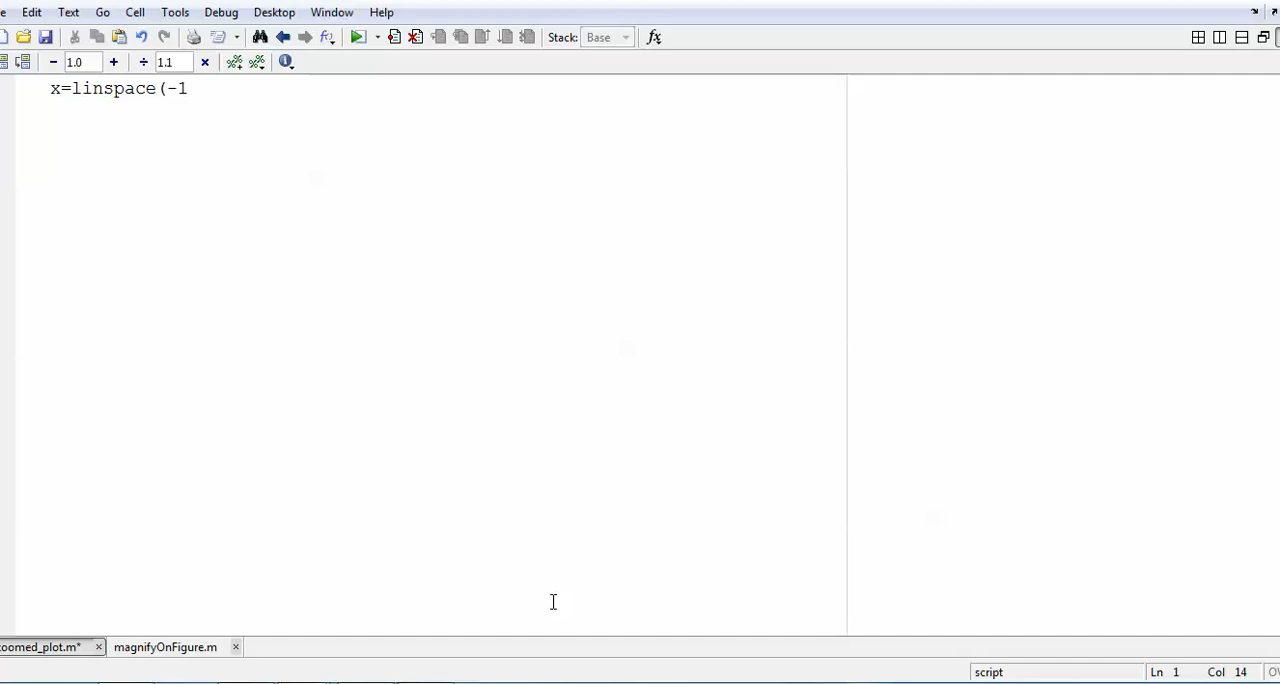 Edit Text Go Cell Tools Debug Desktop Window Help
Stack: Base fx
1.0 1.1
x=linspace(-1
zoomed_plot.m* magnifyOnFigure.m
script Ln 1 Col 14